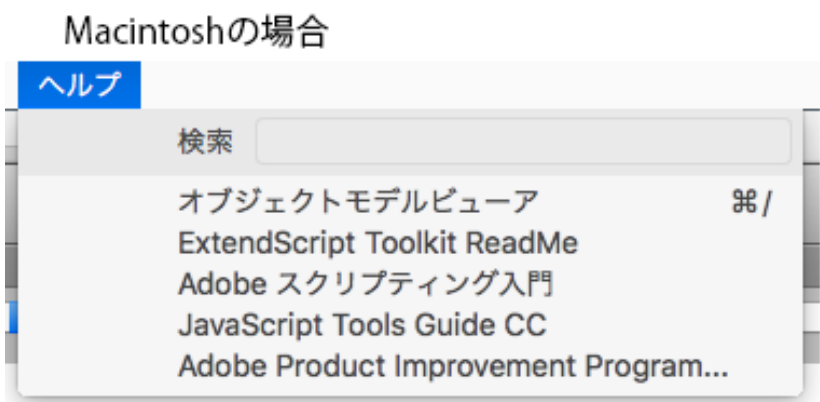 Macintoshの場合
ヘルプ
検索
オブジェクトモデルビューア ⌘/
ExtendScript Toolkit ReadMe
Adobe スクリプティング入門
JavaScript Tools Guide CC
Adobe Product Improvement Program...